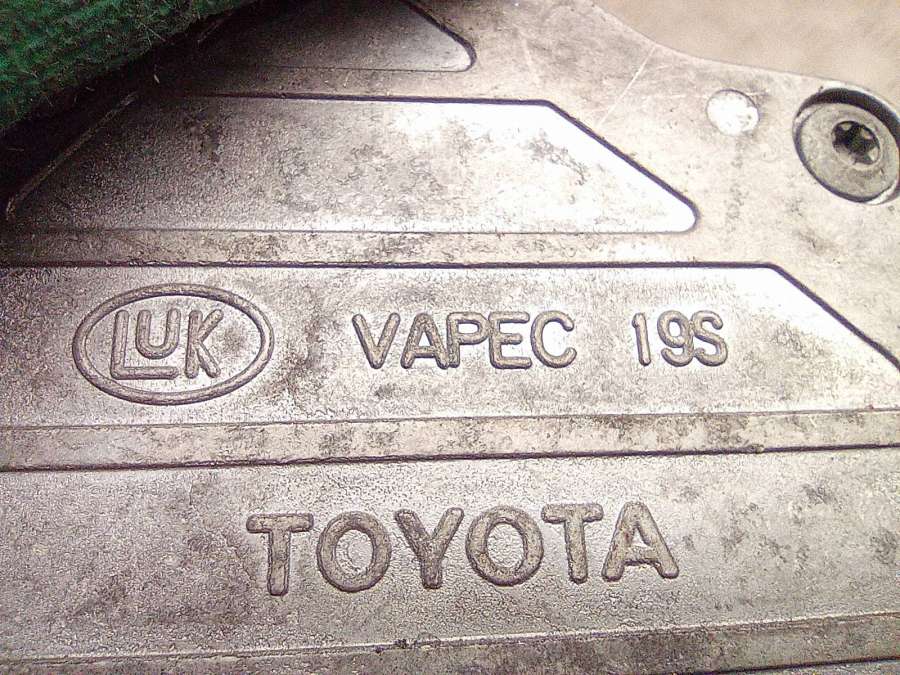 LUK VAPEC 19S
TOYOTA